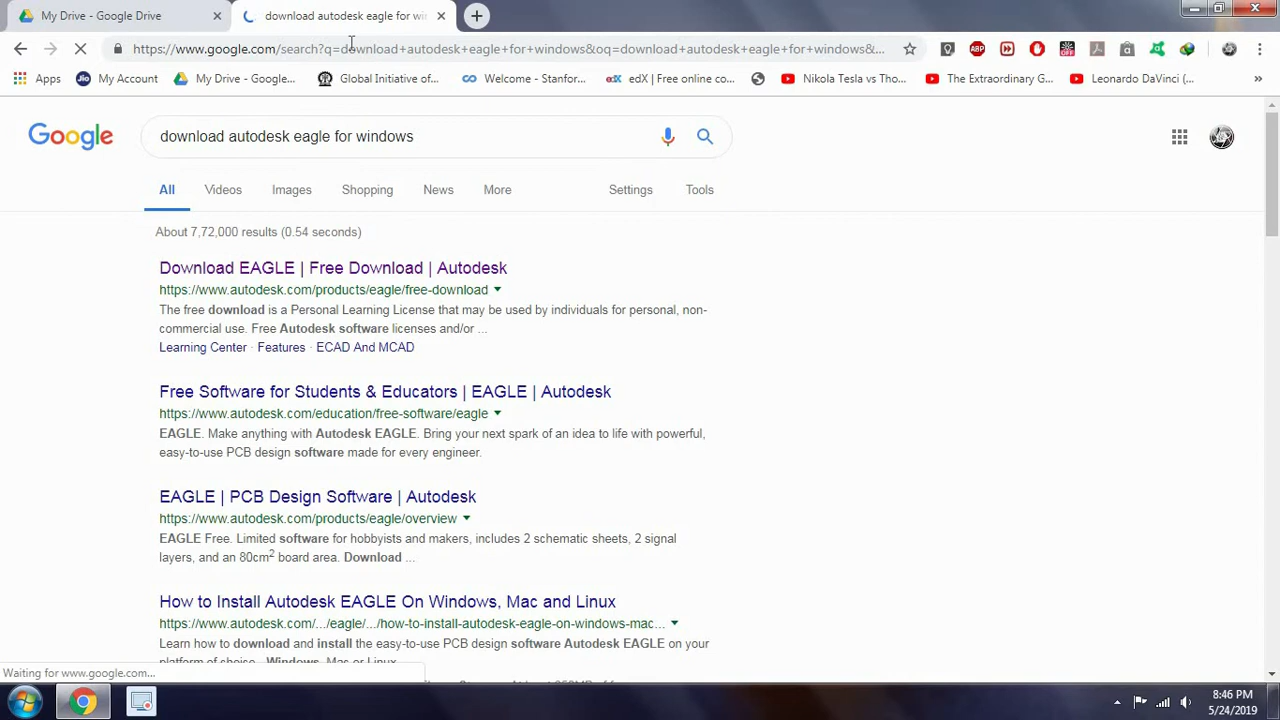 My Drive - Google Drive
download autodesk eagle for win
https://www.google.com/search?q=download+autodesk+eagle+for+windows&oq=download+autodesk+eagle+for+windows&...
ABP
OFF
Apps
My Account
My Drive - Google...
Global Initiative of...
Welcome - Stanfor...
edX | Free online co...
Nikola Tesla vs Tho...
The Extraordinary G...
Leonardo DaVinci (...
»
Google
download autodesk eagle for windows
All Videos Images Shopping News More Settings Tools
About 7,72,000 results (0.54 seconds)
Download EAGLE | Free Download | Autodesk
https://www.autodesk.com/products/eagle/free-download
The free download is a Personal Learning License that may be used by individuals for personal, non-
commercial use. Free Autodesk software licenses and/or ...
Learning Center · Features · ECAD And MCAD
Free Software for Students & Educators | EAGLE | Autodesk
https://www.autodesk.com/education/free-software/eagle
EAGLE. Make anything with Autodesk EAGLE. Bring your next spark of an idea to life with powerful,
easy-to-use PCB design software made for every engineer.
EAGLE | PCB Design Software | Autodesk
https://www.autodesk.com/products/eagle/overview
EAGLE Free. Limited software for hobbyists and makers, includes 2 schematic sheets, 2 signal
layers, and an 80cm² board area. Download ...
How to Install Autodesk EAGLE On Windows, Mac and Linux
https://www.autodesk.com/.../eagle/.../how-to-install-autodesk-eagle-on-windows-mac...
Learn how to download and install the easy-to-use PCB design software Autodesk EAGLE on your
platform of choice - Windows, Mac or Linux.
Waiting for www.google.com...
8:46 PM
5/24/2019